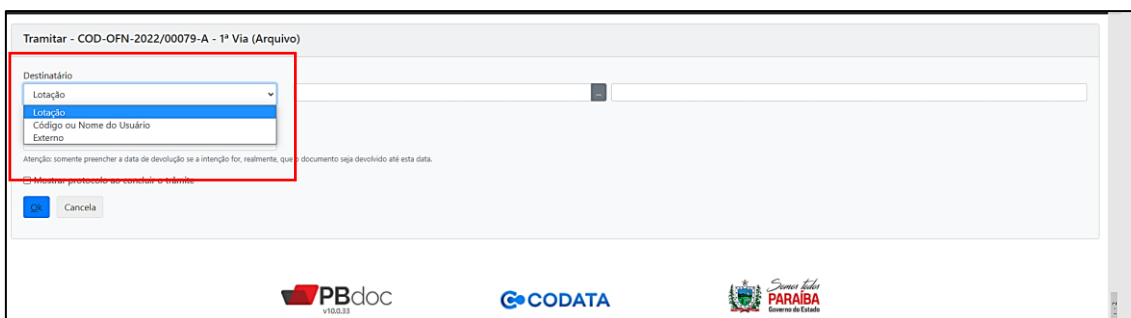 Tramitar - COD-OFN-2022/00079-A - 1ª Via (Arquivo)
Destinatário
Lotação
...
Lotação
Código ou Nome do Usuário
Externo
Atenção: somente preencher a data de devolução se a intenção for, realmente, que o documento seja devolvido até esta data.
Mostrar protocolo ao concluir o trâmite
Ok Cancela
PBdoc
v10.0.33
CODATA
Somos todos
PARAÍBA
Governo do Estado